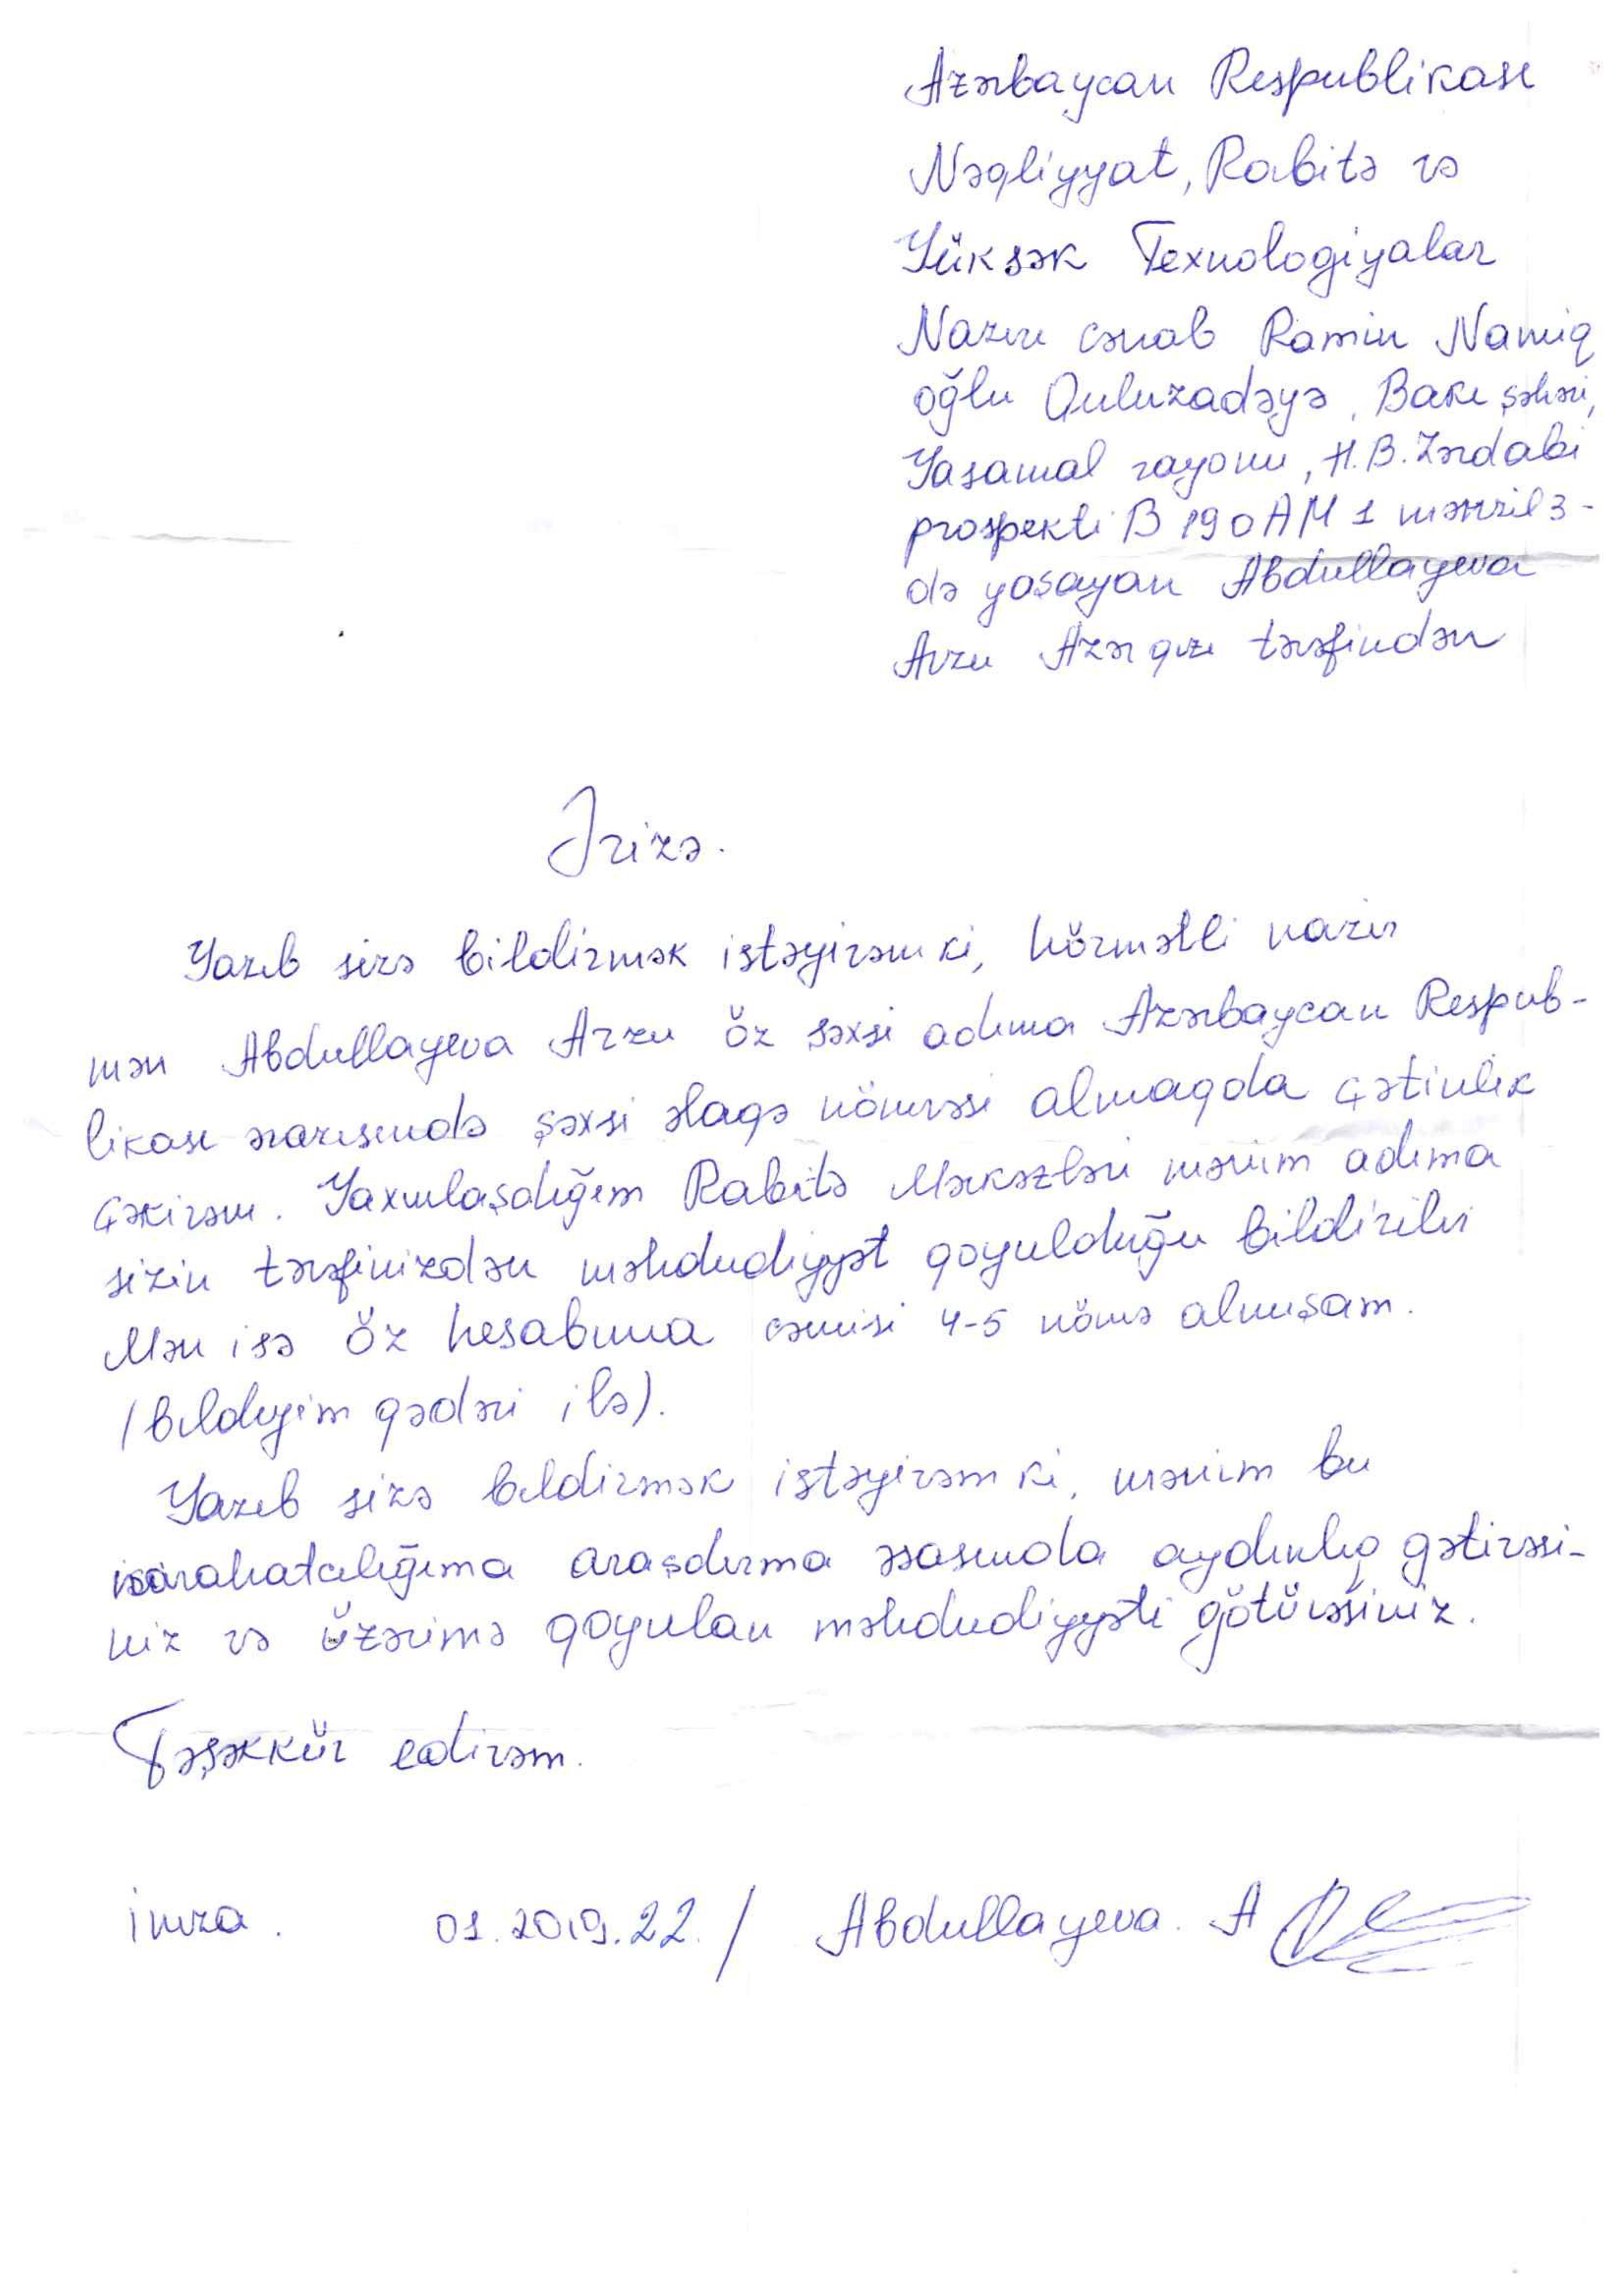 Azərbaycan Respublikası
Nəqliyyat, Rabitə və
Yüksək Texnologiyalar
Naziri cənab Ramin Namiq
oğlu Quluzadəyə, Bakı şəhəri,
Yasamal rayonu, H.B. Zərdabi
prospekti B 190 AM 1 mənzil 3-
də yaşayan Abdullayeva
Arzu Azər qızı tərəfindən
Ərizə.
Yazıb sizə bildirmək istəyirəm ki, hörmətli nazir
mən Abdullayeva Arzu öz şəxsi adıma Azərbaycan Respub-
likası ərazisində şəxsi əlaqə nömrəsi almaqda çətinlik
çəkirəm. Yaxınlaşdığım Rabitə Mərkəzləri mənim adıma
sizin tərəfinizdən məhdudiyyət qoyulduğu bildirilir
Mən isə öz hesabıma cəmisi 4-5 nömrə almışam.
(bildiyim qədəri ilə).
Yazıb sizə bildirmək istəyirəm ki, mənim bu
narahatcılığıma araşdırma əsasında aydınlıq gətirəsi-
niz və üzərimə qoyulan məhdudiyyəti götürəsiniz.
Təşəkkür edirəm.
imza. 01.2019.22. / Abdullayeva. A